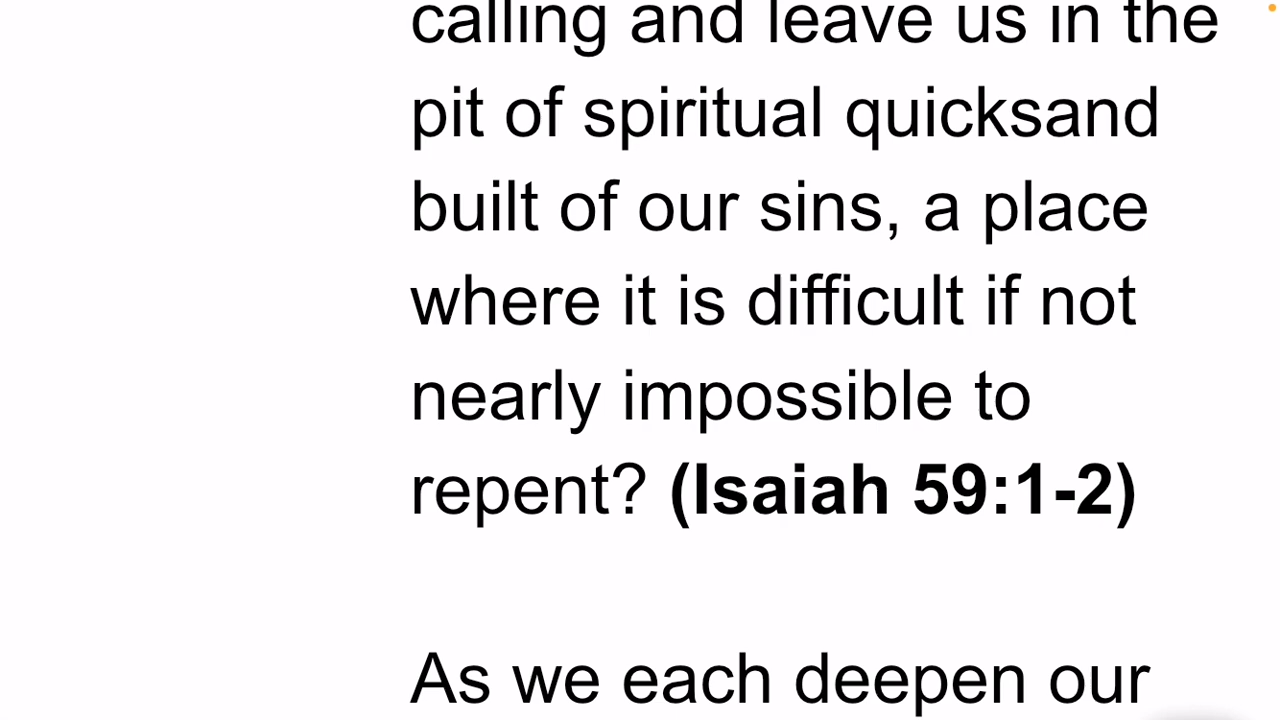 calling and leave us in the
pit of spiritual quicksand
built of our sins, a place
where it is difficult if not
nearly impossible to
repent? (Isaiah 59:1-2)
As we each deepen our